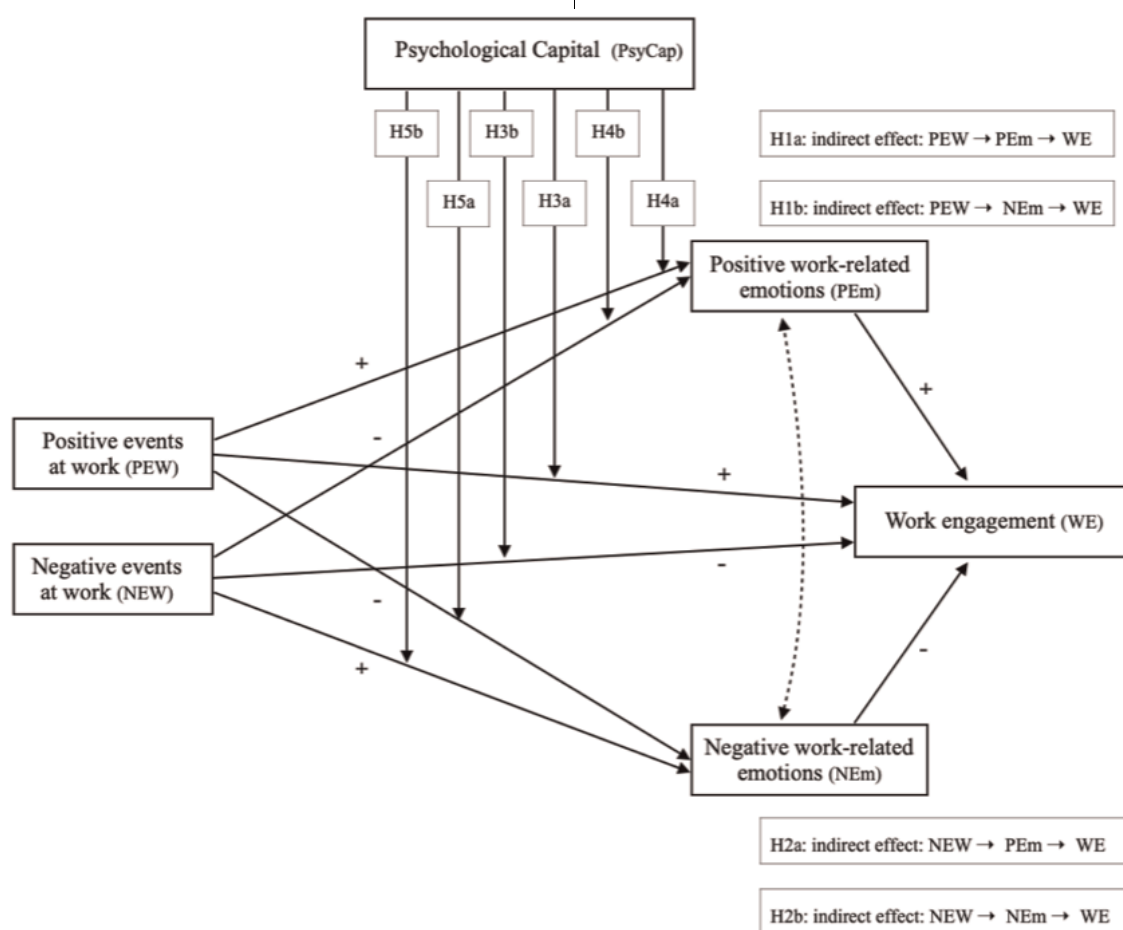 Psychological Capital (PsyCap)
H5b
H3b
H4b
H5a
H3a
H4a
H1a: indirect effect: PEW → PEm → WE
H1b: indirect effect: PEW → NEm → WE
Positive work-related
emotions (PEm)
+
+
-
Positive events
at work (PEW)
+
Work engagement (WE)
Negative events
at work (NEW)
-
-
+
-
Negative work-related
emotions (NEm)
H2a: indirect effect: NEW → PEm → WE
H2b: indirect effect: NEW → NEm → WE